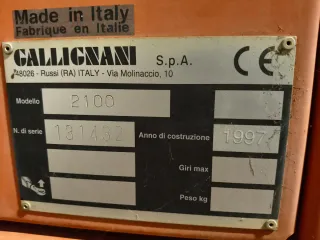 Made in Italy
Fabrique en Italie
GALLIGNANI S.p.A. CE
48026 - Russi (RA) ITALY - Via Molinaccio, 10
Modello 2100
N. di serie Anno di costruzione 1997
Giri max
Peso kg